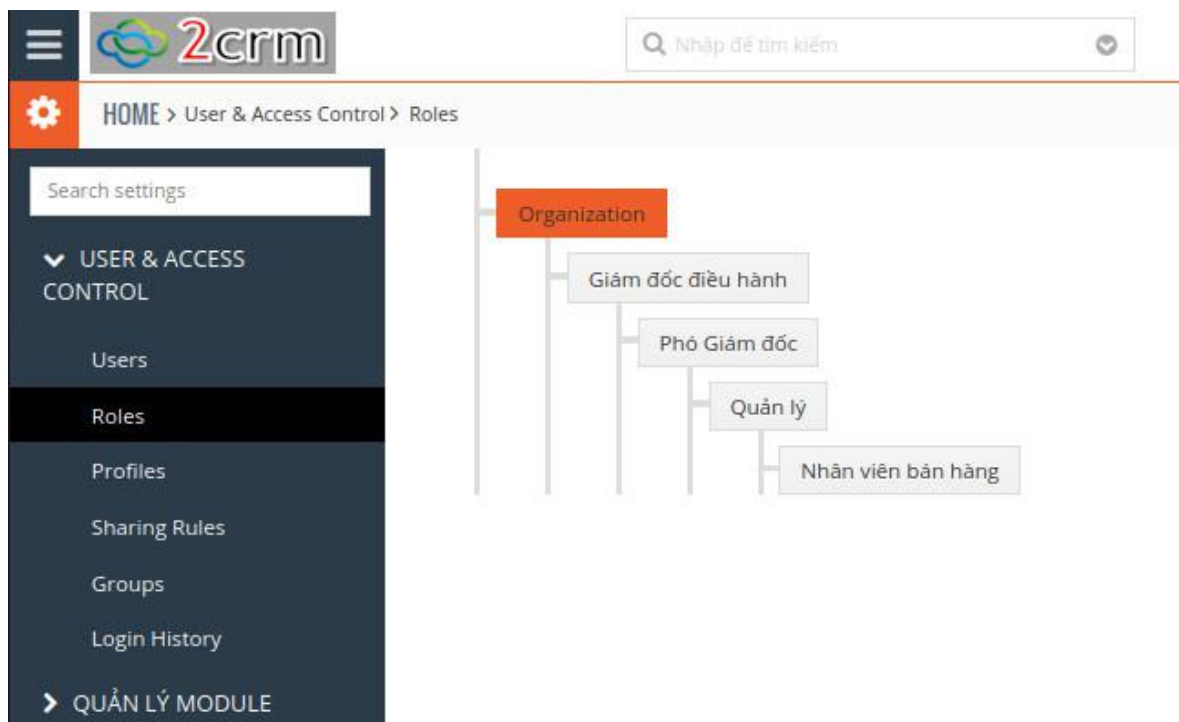 2crm
Nhập để tìm kiếm
HOME > User & Access Control > Roles
Search settings
USER & ACCESS
CONTROL
Users
Roles
Profiles
Sharing Rules
Groups
Login History
QUẢN LÝ MODULE
Organization
Giám đốc điều hành
Phó Giám đốc
Quản lý
Nhân viên bán hàng